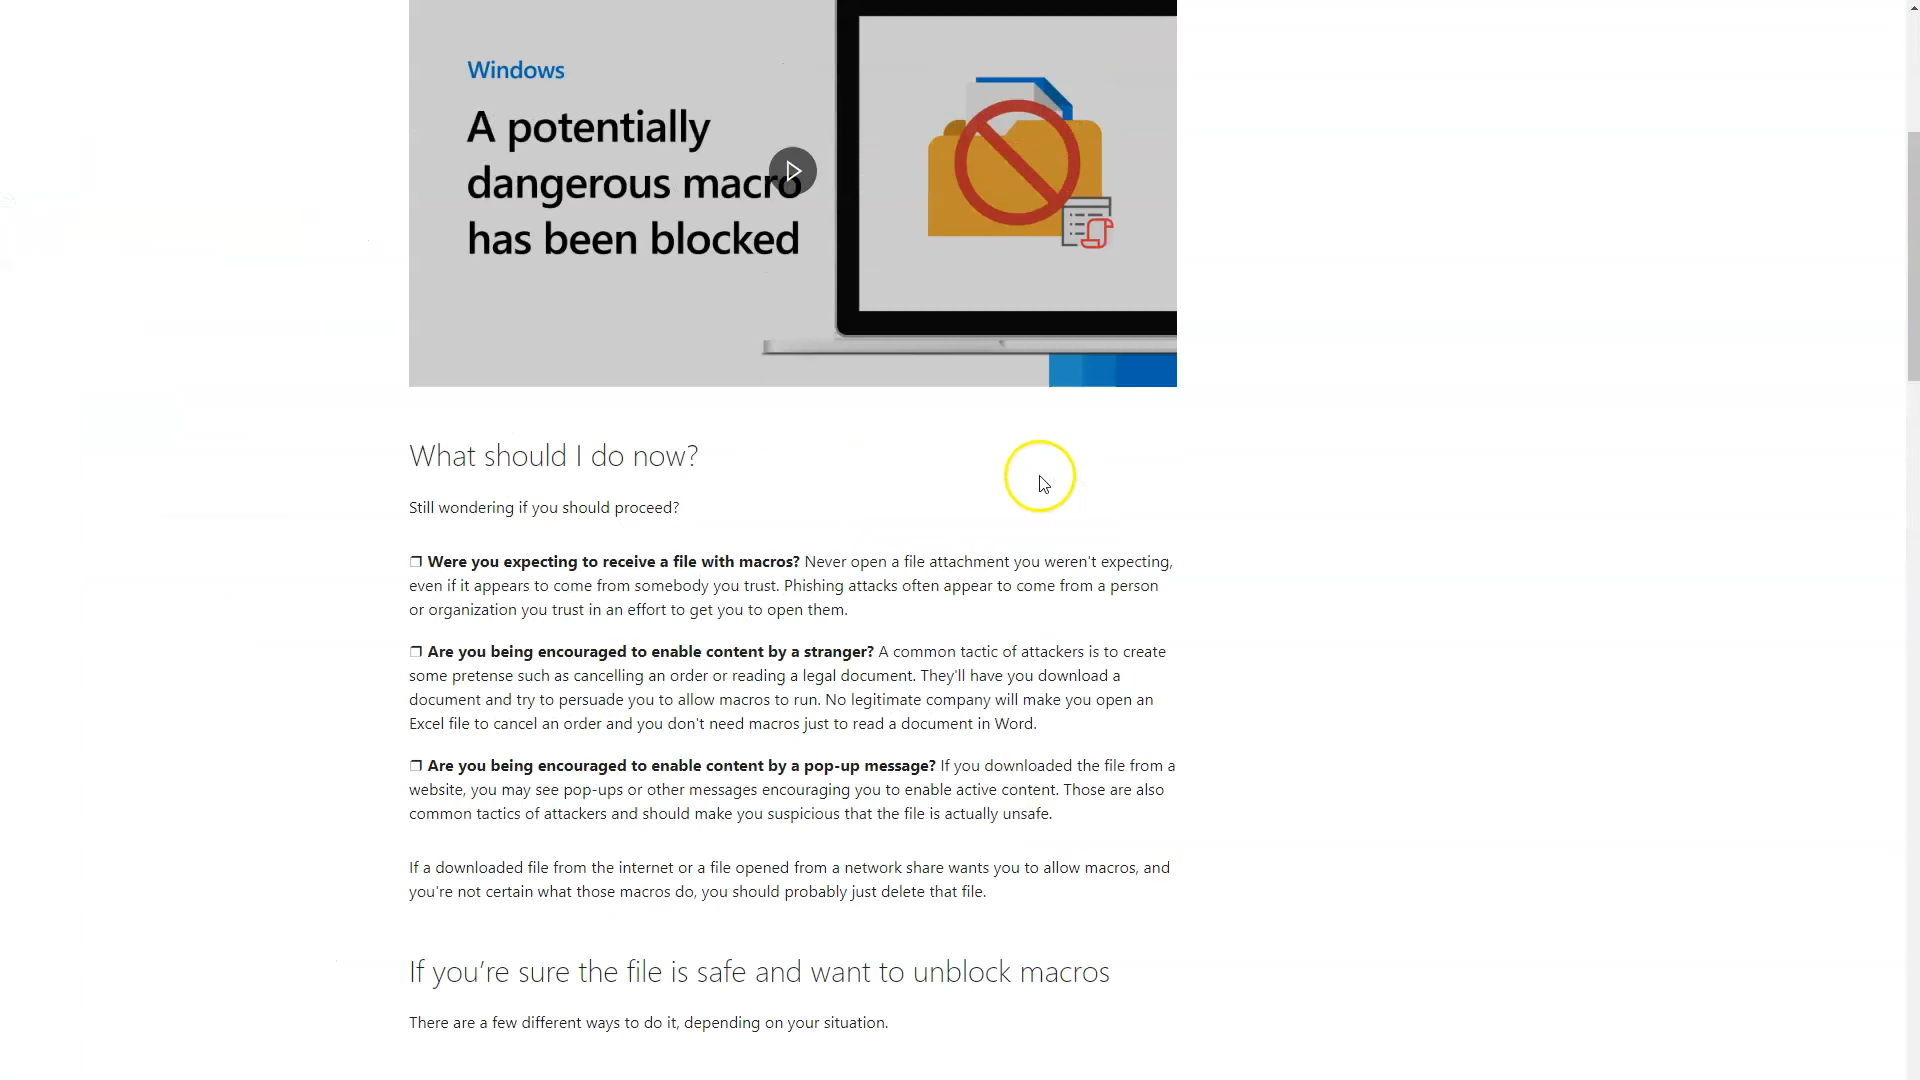 Windows
A potentially
dangerous macro
has been blocked
What should I do now?
Still wondering if you should proceed?
❒ Were you expecting to receive a file with macros? Never open a file attachment you weren't expecting,
even if it appears to come from somebody you trust. Phishing attacks often appear to come from a person
or organization you trust in an effort to get you to open them.
❒ Are you being encouraged to enable content by a stranger? A common tactic of attackers is to create
some pretense such as cancelling an order or reading a legal document. They'll have you download a
document and try to persuade you to allow macros to run. No legitimate company will make you open an
Excel file to cancel an order and you don't need macros just to read a document in Word.
❒ Are you being encouraged to enable content by a pop-up message? If you downloaded the file from a
website, you may see pop-ups or other messages encouraging you to enable active content. Those are also
common tactics of attackers and should make you suspicious that the file is actually unsafe.
If a downloaded file from the internet or a file opened from a network share wants you to allow macros, and
you're not certain what those macros do, you should probably just delete that file.
If you’re sure the file is safe and want to unblock macros
There are a few different ways to do it, depending on your situation.